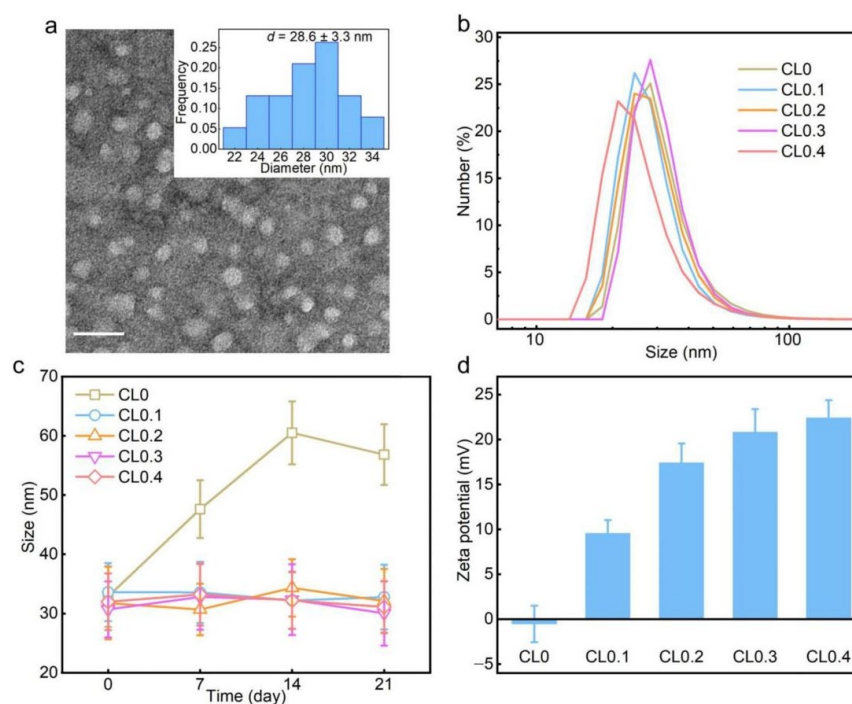 a
d = 28.6 ± 3.3 nm
Frequency
0.25
0.20
0.15
0.10
0.05
0.00
22 24 26 28 30 32 34
Diameter (nm)
b
Number (%)
30
25
20
15
10
5
0
CL0
CL0.1
CL0.2
CL0.3
CL0.4
10 100
Size (nm)
c
Size (nm)
70
60
50
40
30
20
CL0
CL0.1
CL0.2
CL0.3
CL0.4
0 7 14 21
Time (day)
d
Zeta potential (mV)
25
20
15
10
5
0
−5
CL0 CL0.1 CL0.2 CL0.3 CL0.4